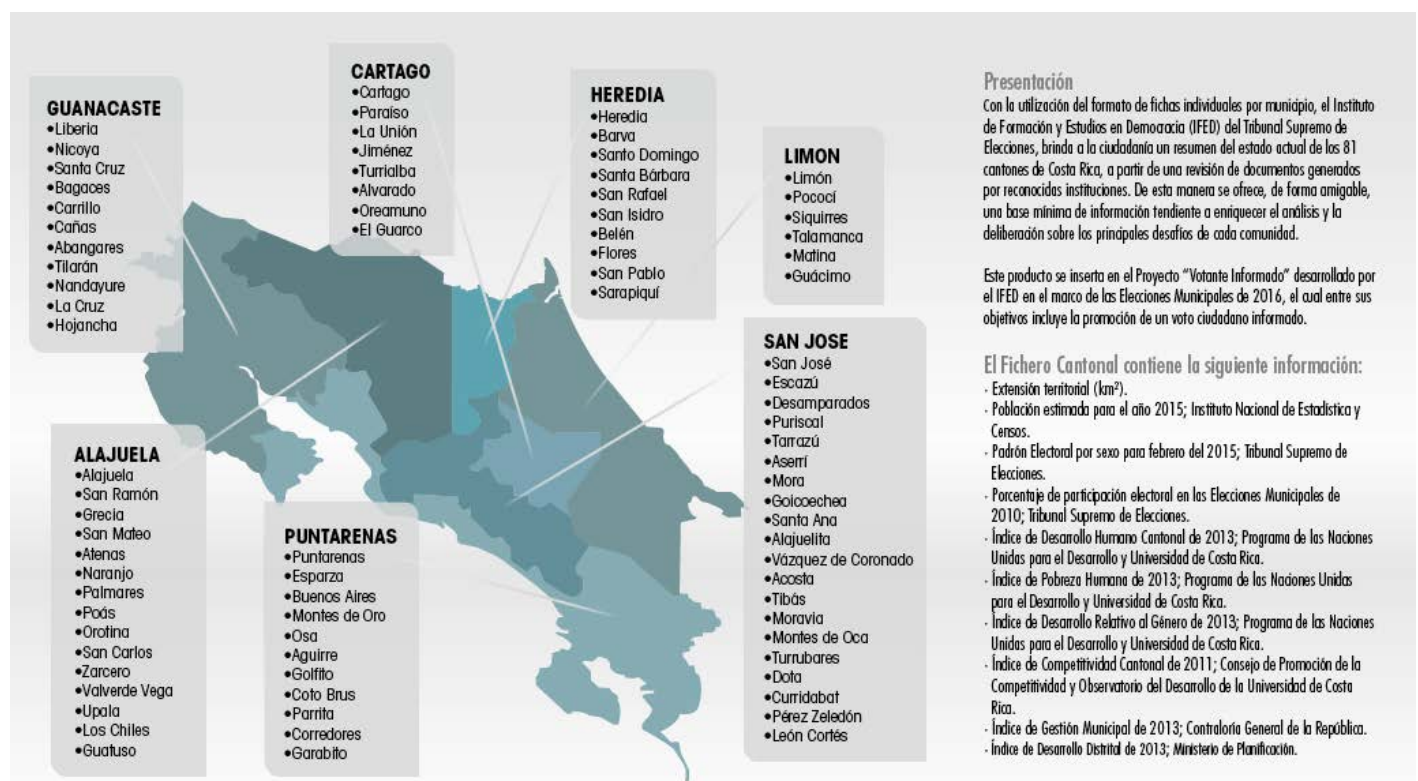 GUANACASTE
•Liberia
•Nicoya
•Santa Cruz
•Bagaces
•Carrillo
•Cañas
•Abangares
•Tilarán
•Nandayure
•La Cruz
•Hojancha
CARTAGO
•Cartago
•Paraíso
•La Unión
•Jiménez
•Turrialba
•Alvarado
•Oreamuno
•El Guarco
HEREDIA
•Heredia
•Barva
•Santo Domingo
•Santa Bárbara
•San Rafael
•San Isidro
•Belén
•Flores
•San Pablo
•Sarapiquí
LIMON
•Limón
•Pococí
•Siquirres
•Talamanca
•Matina
•Guácimo
ALAJUELA
•Alajuela
•San Ramón
•Grecia
•San Mateo
•Atenas
•Naranjo
•Palmares
•Poás
•Orotina
•San Carlos
•Zarcero
•Valverde Vega
•Upala
•Los Chiles
•Guatuso
PUNTARENAS
•Puntarenas
•Esparza
•Buenos Aires
•Montes de Oro
•Osa
•Aguirre
•Golfito
•Coto Brus
•Parrita
•Corredores
•Garabito
SAN JOSE
•San José
•Escazú
•Desamparados
•Puriscal
•Tarrazú
•Aserrí
•Mora
•Goicoechea
•Santa Ana
•Alajuelita
•Vázquez de Coronado
•Acosta
•Tibás
•Moravia
•Montes de Oca
•Turrubares
•Dota
•Curridabat
•Pérez Zeledón
•León Cortés
Presentación
Con la utilización del formato de fichas individuales por municipio, el Instituto
de Formación y Estudios en Democracia (IFED) del Tribunal Supremo de
Elecciones, brinda a la ciudadanía un resumen del estado actual de los 81
cantones de Costa Rica, a partir de una revisión de documentos generados
por reconocidas instituciones. De esta manera se ofrece, de forma amigable,
una base mínima de información tendiente a enriquecer el análisis y la
deliberación sobre los principales desafíos de cada comunidad.
Este producto se inserta en el Proyecto “Votante Informado” desarrollado por
el IFED en el marco de las Elecciones Municipales de 2016, el cual entre sus
objetivos incluye la promoción de un voto ciudadano informado.
El Fichero Cantonal contiene la siguiente información:
· Extensión territorial (km²).
· Población estimada para el año 2015; Instituto Nacional de Estadística y
Censos.
· Padrón Electoral por sexo para febrero del 2015; Tribunal Supremo de
Elecciones.
· Porcentaje de participación electoral en las Elecciones Municipales de
2010; Tribunal Supremo de Elecciones.
· Índice de Desarrollo Humano Cantonal de 2013; Programa de las Naciones
Unidas para el Desarrollo y Universidad de Costa Rica.
· Índice de Pobreza Humana de 2013; Programa de las Naciones Unidas
para el Desarrollo y Universidad de Costa Rica.
· Índice de Desarrollo Relativo al Género de 2013; Programa de las Naciones
Unidas para el Desarrollo y Universidad de Costa Rica.
· Índice de Competitividad Cantonal de 2011; Consejo de Promoción de la
Competitividad y Observatorio del Desarrollo de la Universidad de Costa
Rica.
· Índice de Gestión Municipal de 2013; Contraloría General de la República.
· Índice de Desarrollo Distrital de 2013; Ministerio de Planificación.